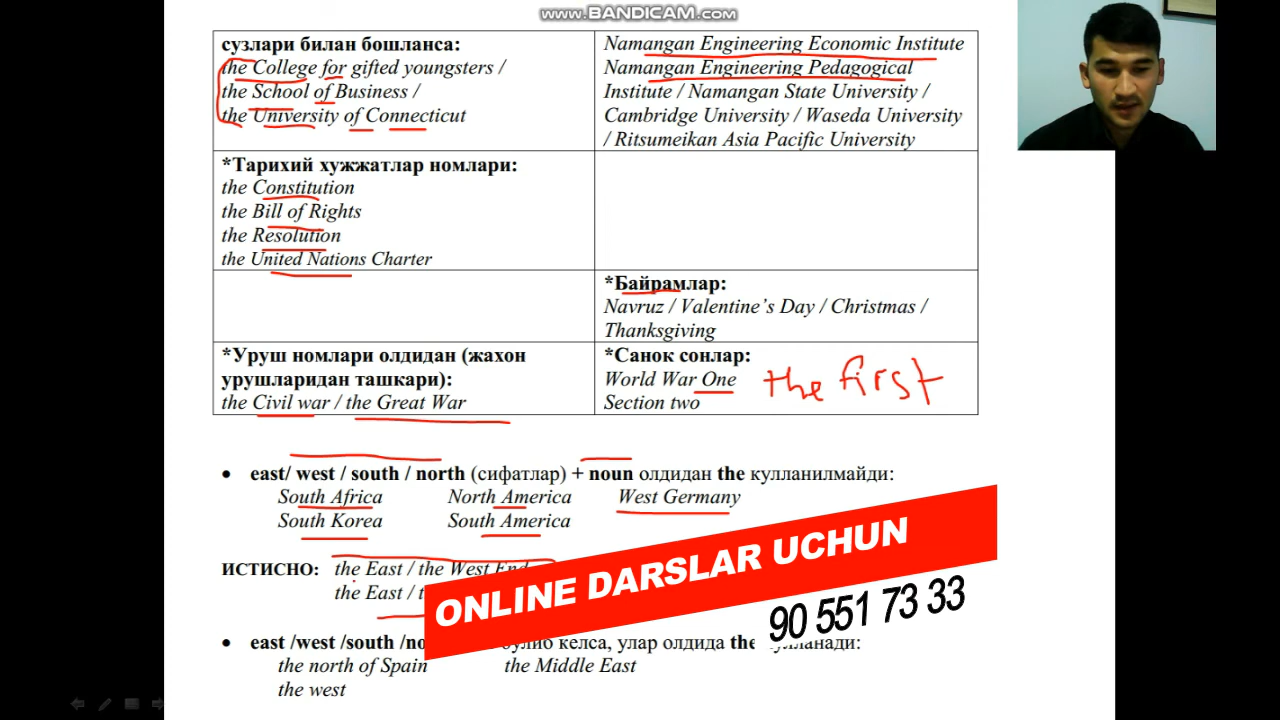 www.BANDICAM.com
сузлари билан бошланса:
the College for gifted youngsters /
the School of Business /
the University of Connecticut
Namangan Engineering Economic Institute
Namangan Engineering Pedagogical
Institute / Namangan State University /
Cambridge University / Waseda University
/ Ritsumeikan Asia Pacific University
*Тарихий хужжатлар номлари:
the Constitution
the Bill of Rights
the Resolution
the United Nations Charter
*Байрамлар:
Navruz / Valentine’s Day / Christmas /
Thanksgiving
*Уруш номлари олдидан (жахон
урушларидан ташкари):
the Civil war / the Great War
*Санок сонлар:
World War One
Section two
the first
• east/ west / south / north (сифатлар) + noun олдидан the кулланилмайди:
South Africa North America West Germany
South Korea South America
ИСТИСНО: the East / the West End
the East /
ONLINE DARSLAR UCHUN
90 551 73 33
• east /west /south / келса, улар олдида the
the north of Spain the Middle East
the west